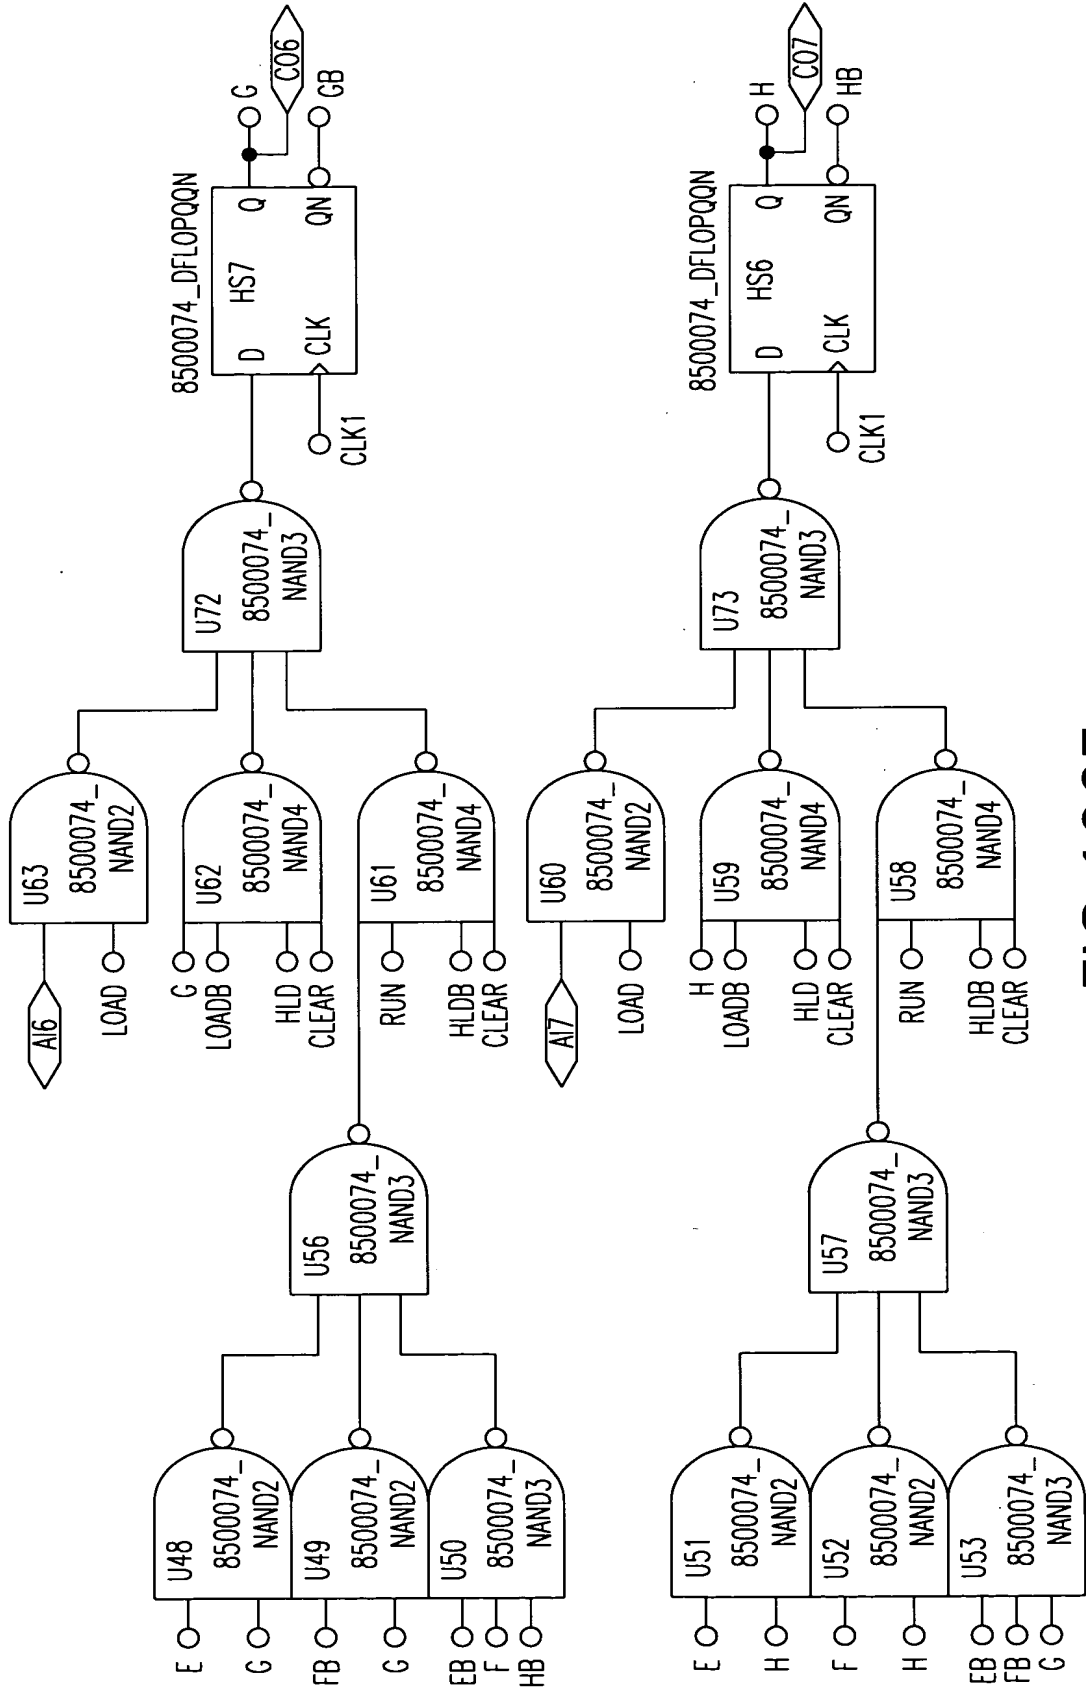 E
G
FB
G
EB
F
HB
U48
8500074_
NAND2
U49
8500074_
NAND2
U50
8500074_
NAND3
U56
8500074_
NAND3
AI6
LOAD
G
LOADB
HLD
CLEAR
RUN
HLDB
CLEAR
U63
8500074_
NAND2
U62
8500074_
NAND4
U61
8500074_
NAND4
U72
8500074_
NAND3
CLK1
8500074_DFLOPQQN
D
HS7
Q
CLK
QN
G
CO6
GB
E
H
F
H
EB
FB
G
U51
8500074_
NAND2
U52
8500074_
NAND2
U53
8500074_
NAND3
U57
8500074_
NAND3
AI7
LOAD
H
LOADB
HLD
CLEAR
RUN
HLDB
CLEAR
U60
8500074_
NAND2
U59
8500074_
NAND4
U58
8500074_
NAND4
U73
8500074_
NAND3
CLK1
8500074_DFLOPQQN
D
HS6
Q
CLK
QN
H
CO7
HB